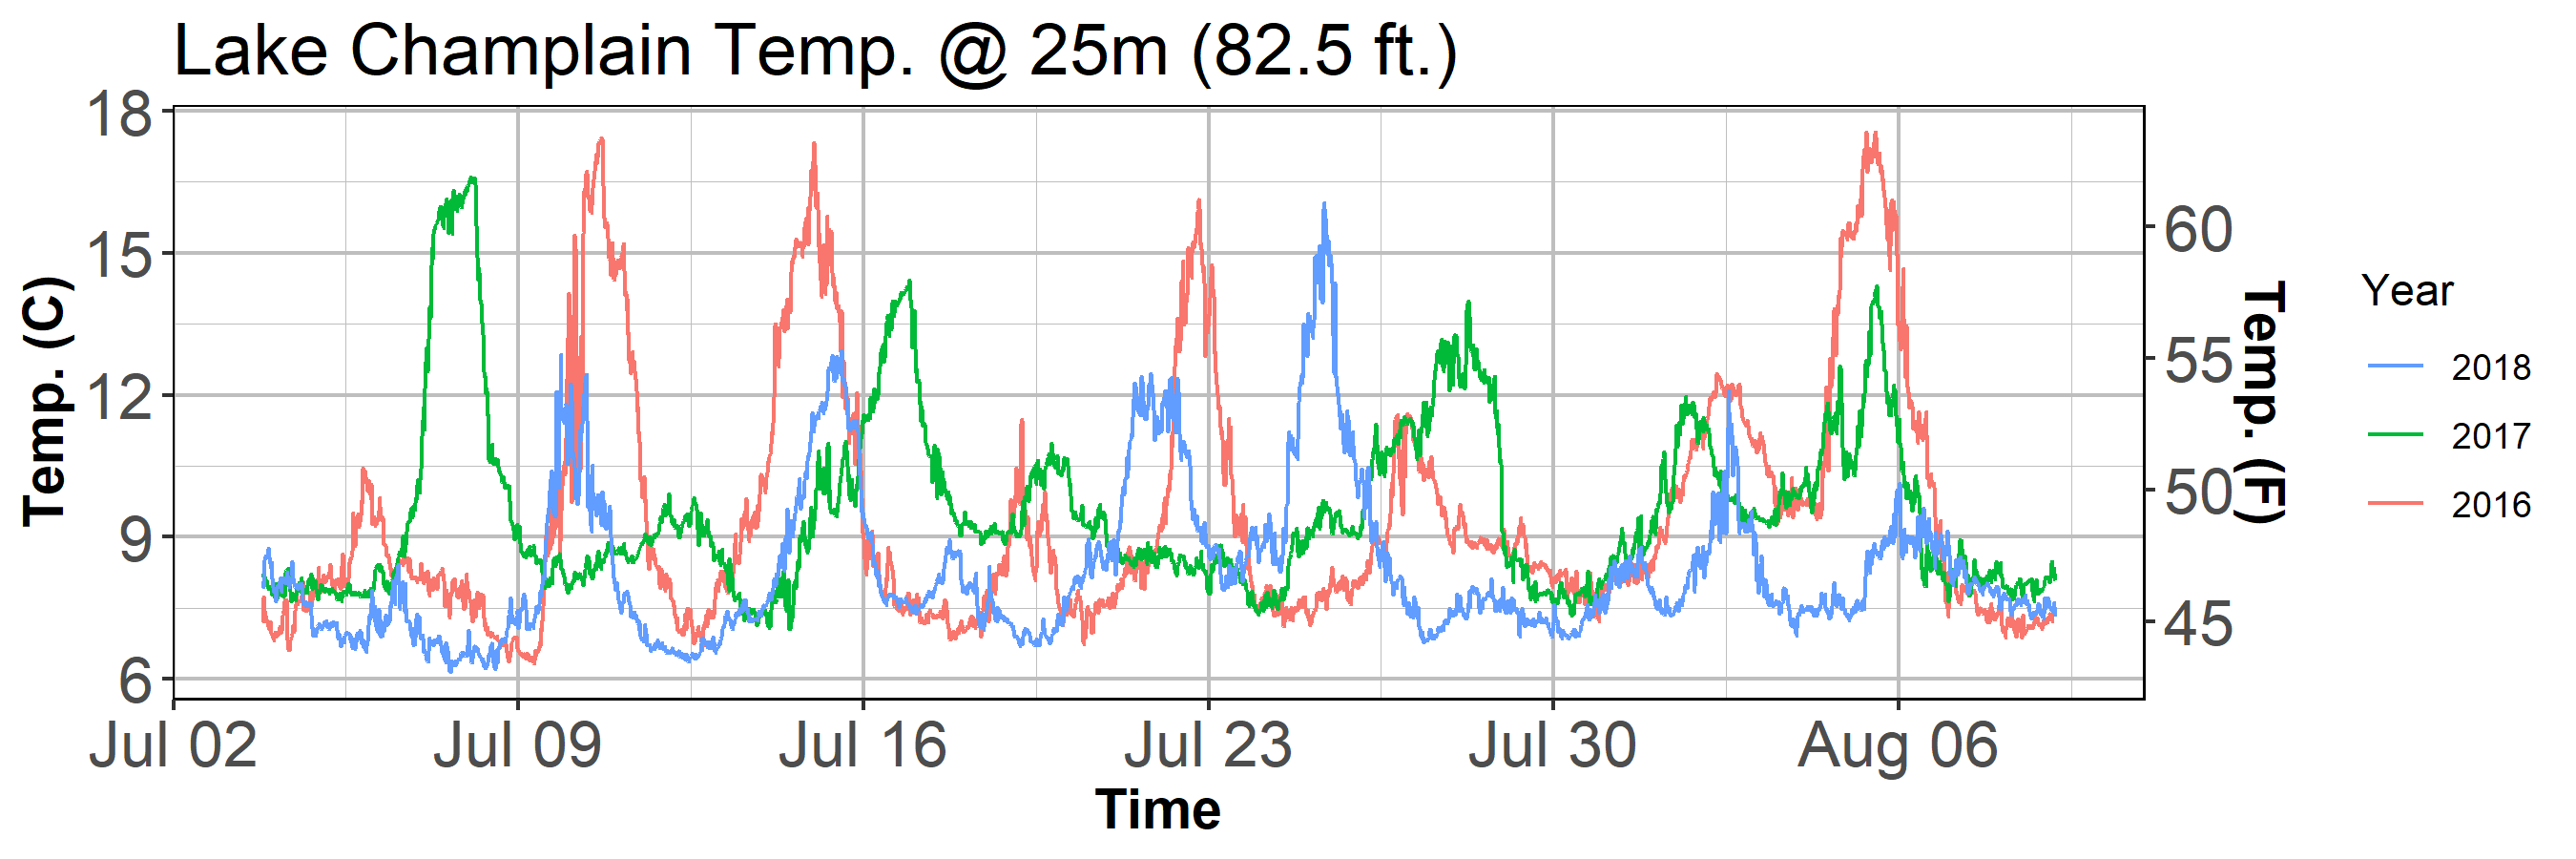 Lake Champlain Temp. @ 25m (82.5 ft.)
18
15
12
9
6
Temp. (C)
60
55
50
45
Temp. (F)
Jul 02
Jul 09
Jul 16
Jul 23
Jul 30
Aug 06
Time
Year
2018
2017
2016